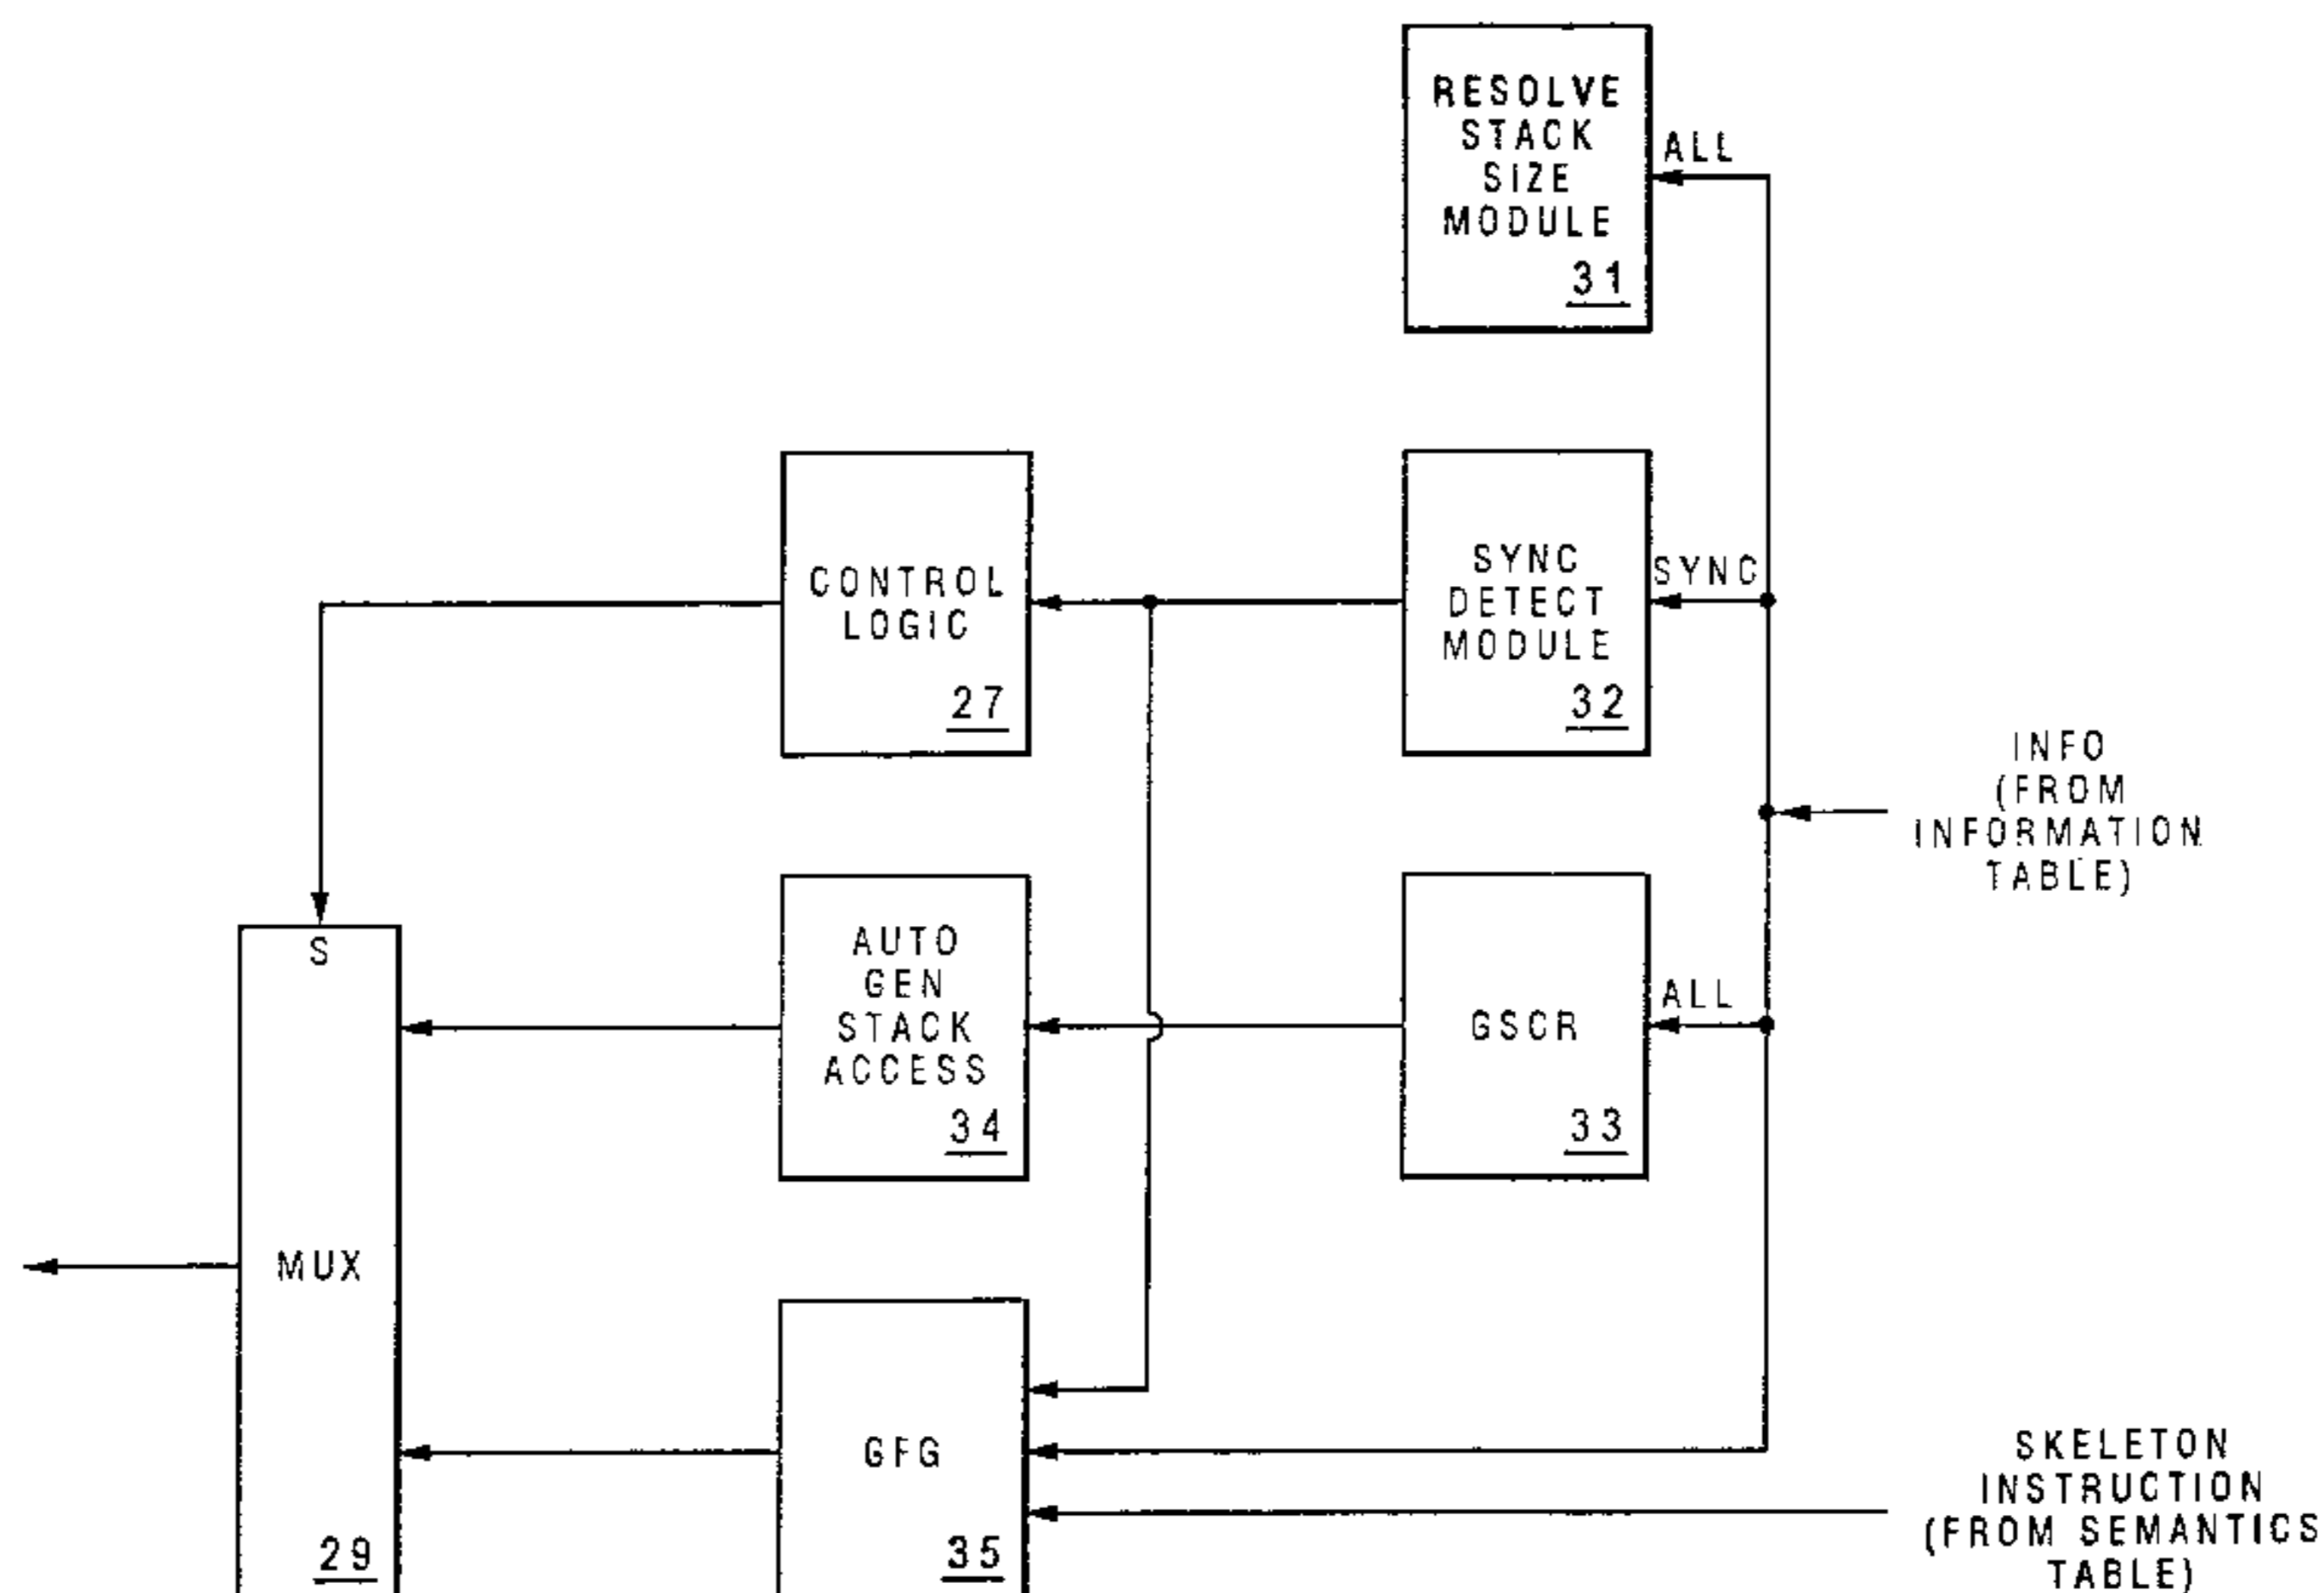 RESOLVE
STACK
SIZE
MODULE
31
ALL
CONTROL
LOGIC
27
SYNC
DETECT
MODULE
32
SYNC
INFO
(FROM
INFORMATION
TABLE)
S
MUX
29
AUTO
GEN
STACK
ACCESS
34
GSCR
33
ALL
GFG
35
SKELETON
INSTRUCTION
(FROM SEMANTICS
TABLE)